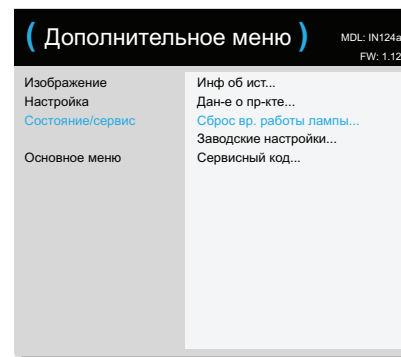 ( Дополнительное меню )
MDL: IN124a
FW: 1.12
Изображение
Настройка
Состояние/сервис
Основное меню
Инф об ист...
Дан-е о пр-кте...
Сброс вр. работы лампы...
Заводские настройки...
Сервисный код...